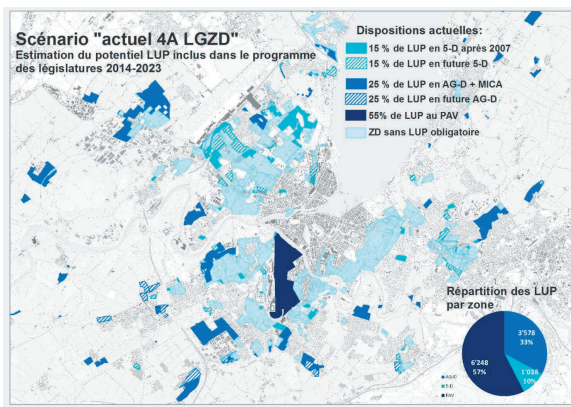 Scénario "actuel 4A LGZD"
Estimation du potentiel LUP inclus dans le programme
des législatures 2014-2023
Dispositions actuelles:
15 % de LUP en 5-D après 2007
15 % de LUP en future 5-D
25 % de LUP en AG-D + MICA
25 % de LUP en future AG-D
55% de LUP au PAV
ZD sans LUP obligatoire
Répartition des LUP
par zone
3'578
33%
6'248
57%
1'038
10%
PAV